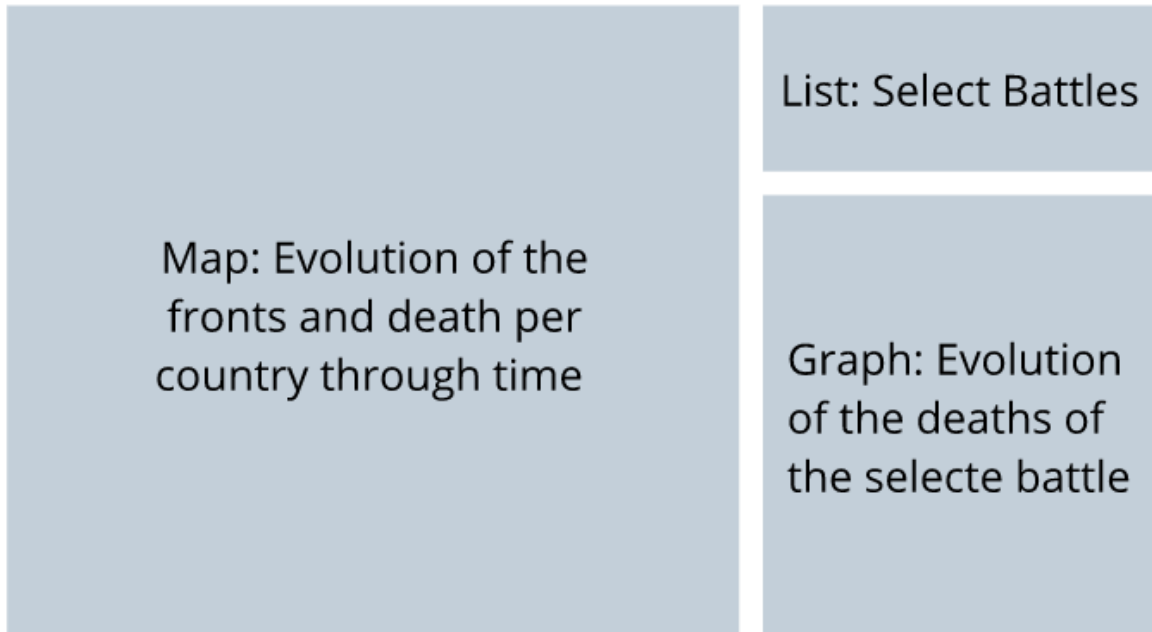 Map: Evolution of the
fronts and death per
country through time
List: Select Battles
Graph: Evolution
of the deaths of
the selecte battle